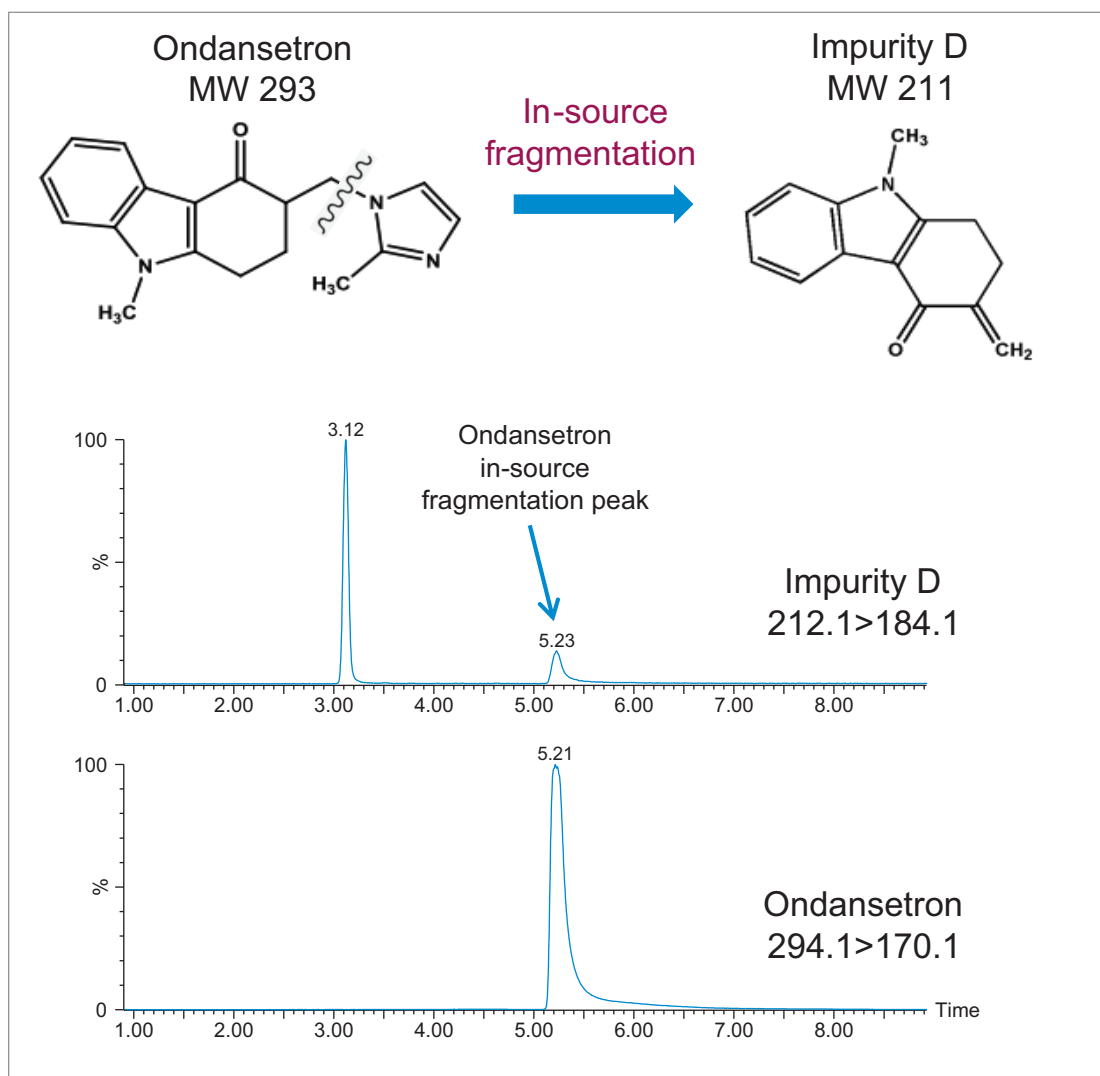 Ondansetron
MW 293
Impurity D
MW 211
In-source
fragmentation
O
N
N
N
H₃C
H₃C
CH₃
N
O
CH₂
3.12
Ondansetron
in-source
fragmentation peak
5.23
Impurity D
212.1>184.1
100
%
0
1.00 2.00 3.00 4.00 5.00 6.00 7.00 8.00
5.21
Ondansetron
294.1>170.1
100
%
0
1.00 2.00 3.00 4.00 5.00 6.00 7.00 8.00
Time